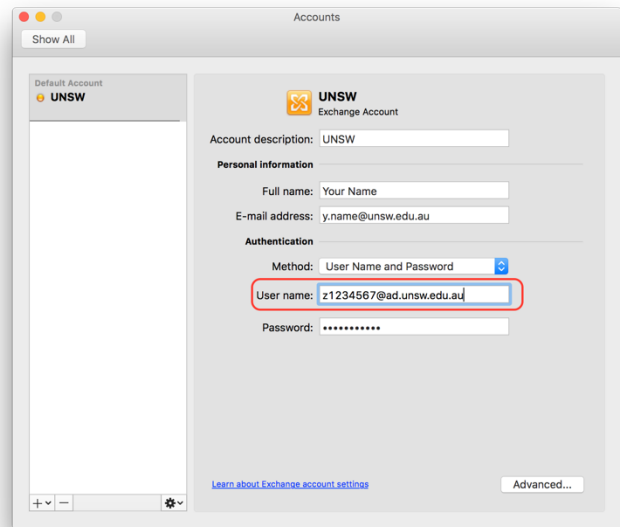 Accounts
Show All
Default Account
UNSW
UNSW
Exchange Account
Account description: UNSW
Personal information
Full name: Your Name
E-mail address: y.name@unsw.edu.au
Authentication
Method: User Name and Password
User name: z1234567@ad.unsw.edu.au
Password: •••••••••••
Learn about Exchange account settings
Advanced...